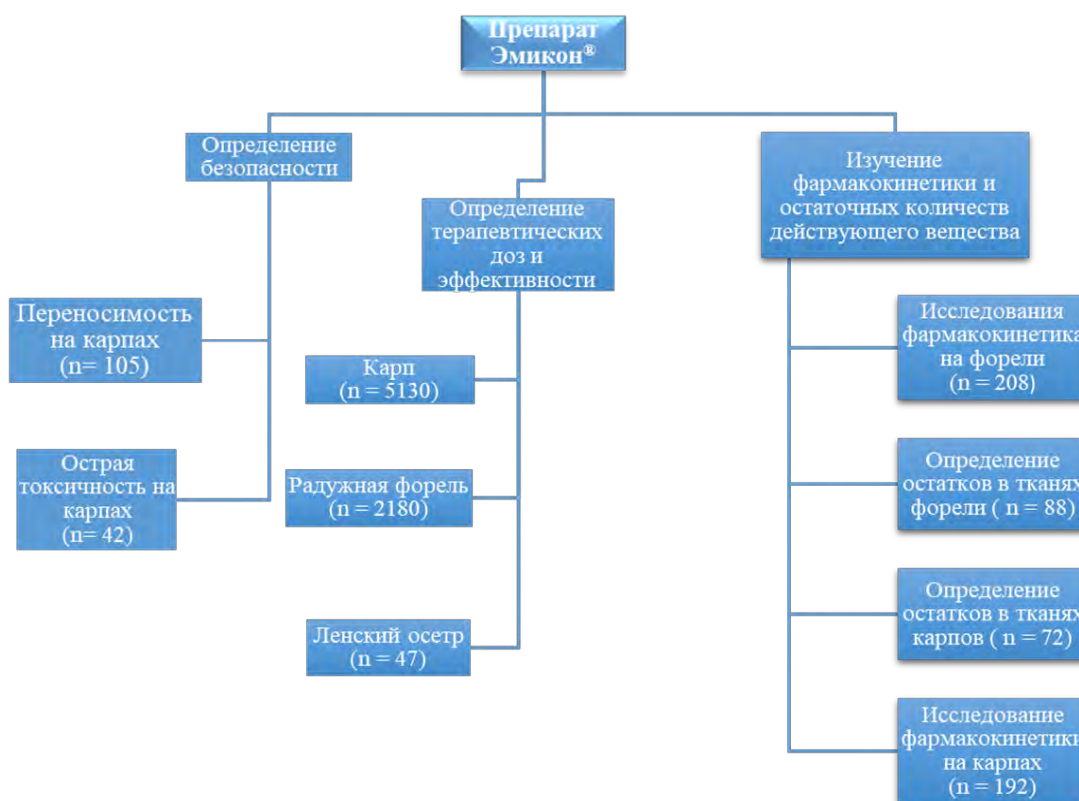 Препарат
Эмикон®
Определение
безопасности
Переносимость
на карпах
(n= 105)
Острая
токсичность на
карпах
(n= 42)
Определение
терапевтических
доз и
эффективности
Карп
(n = 5130)
Радужная форель
(n = 2180)
Ленский осетр
(n = 47)
Изучение
фармакокинетики и
остаточных количеств
действующего вещества
Исследования
фармакокинетика
на форели
(n = 208)
Определение
остатков в тканях
форели ( n = 88)
Определение
остатков в тканях
карпов ( n = 72)
Исследование
фармакокинетики
на карпах
(n = 192)